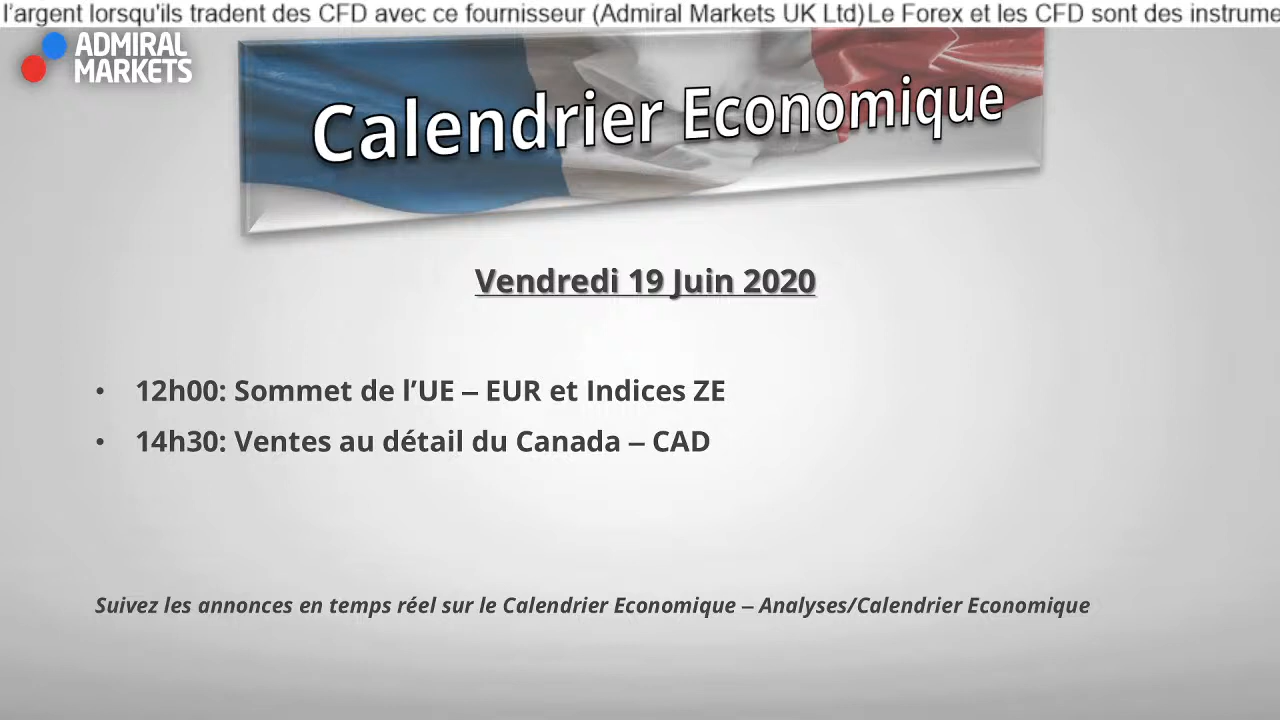 l'argent lorsqu'ils tradent des CFD avec ce fournisseur (Admiral Markets UK Ltd)Le Forex et les CFD sont des
ADMIRAL
MARKETS
Calendrier Economique
Vendredi 19 Juin 2020
• 12h00: Sommet de l’UE – EUR et Indices ZE
• 14h30: Ventes au détail du Canada – CAD
Suivez les annonces en temps réel sur le Calendrier Economique – Analyses/Calendrier Economique